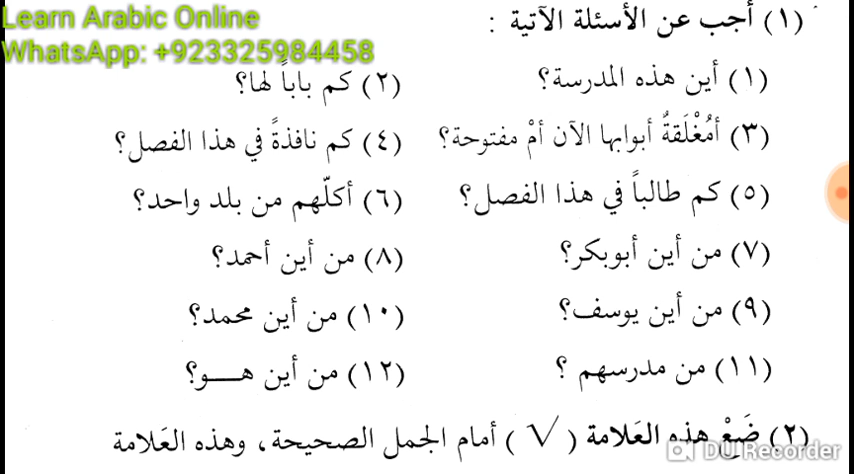 Learn Arabic Online
WhatsApp: +923325984458
(١) أجب عن الأسئلة الآتية :
(١) أين هذه المدرسة؟ (٢) كم باباً لها؟
(٣) أمُغْلَقةٌ أبوابها الآن أمْ مفتوحة؟ (٤) كم نافذةً في هذا الفصل؟
(٥) كم طالباً في هذا الفصل؟ (٦) أكلّهم من بلد واحد؟
(٧) من أين أبوبكر؟ (٨) من أين أحمد؟
(٩) من أين يوسف؟ (١٠) من أين محمد؟
(١١) من مدرسهم ؟ (١٢) من أين هـــو؟
(٢) ضَعْ هذه العَلامة (√) أمام الجمل الصحيحة، وهذه العَلامة
DU Recorder